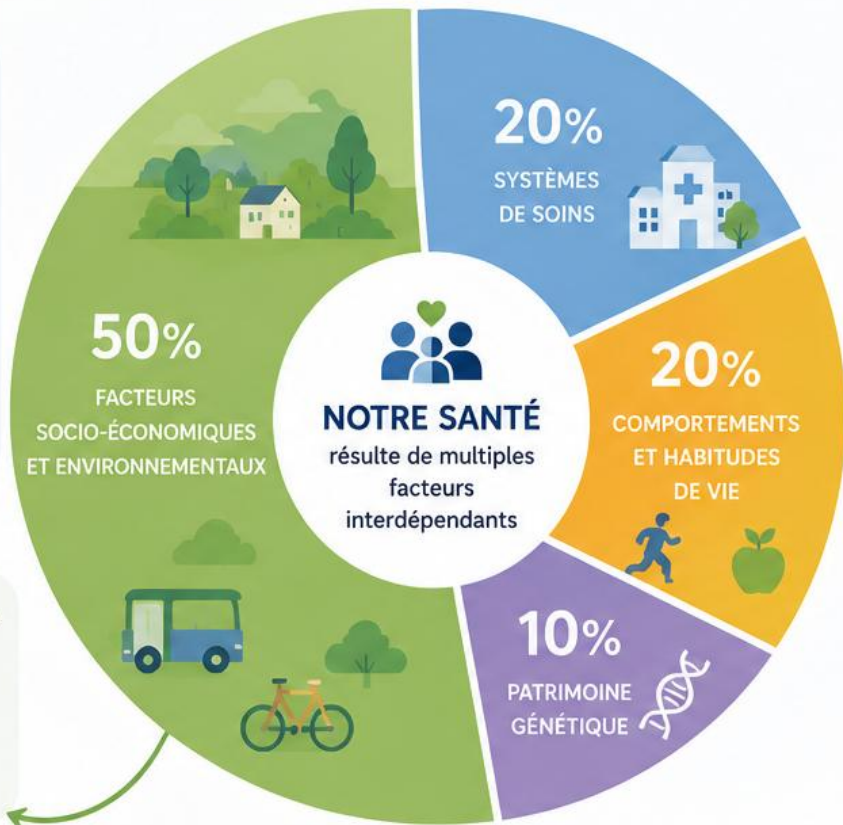 20%
SYSTÈMES
DE SOINS
50%
FACTEURS
SOCIO-ÉCONOMIQUES
ET ENVIRONNEMENTAUX
NOTRE SANTÉ
résulte de multiples
facteurs
interdépendants
20%
COMPORTEMENTS
ET HABITUDES
DE VIE
10%
PATRIMOINE
GÉNÉTIQUE